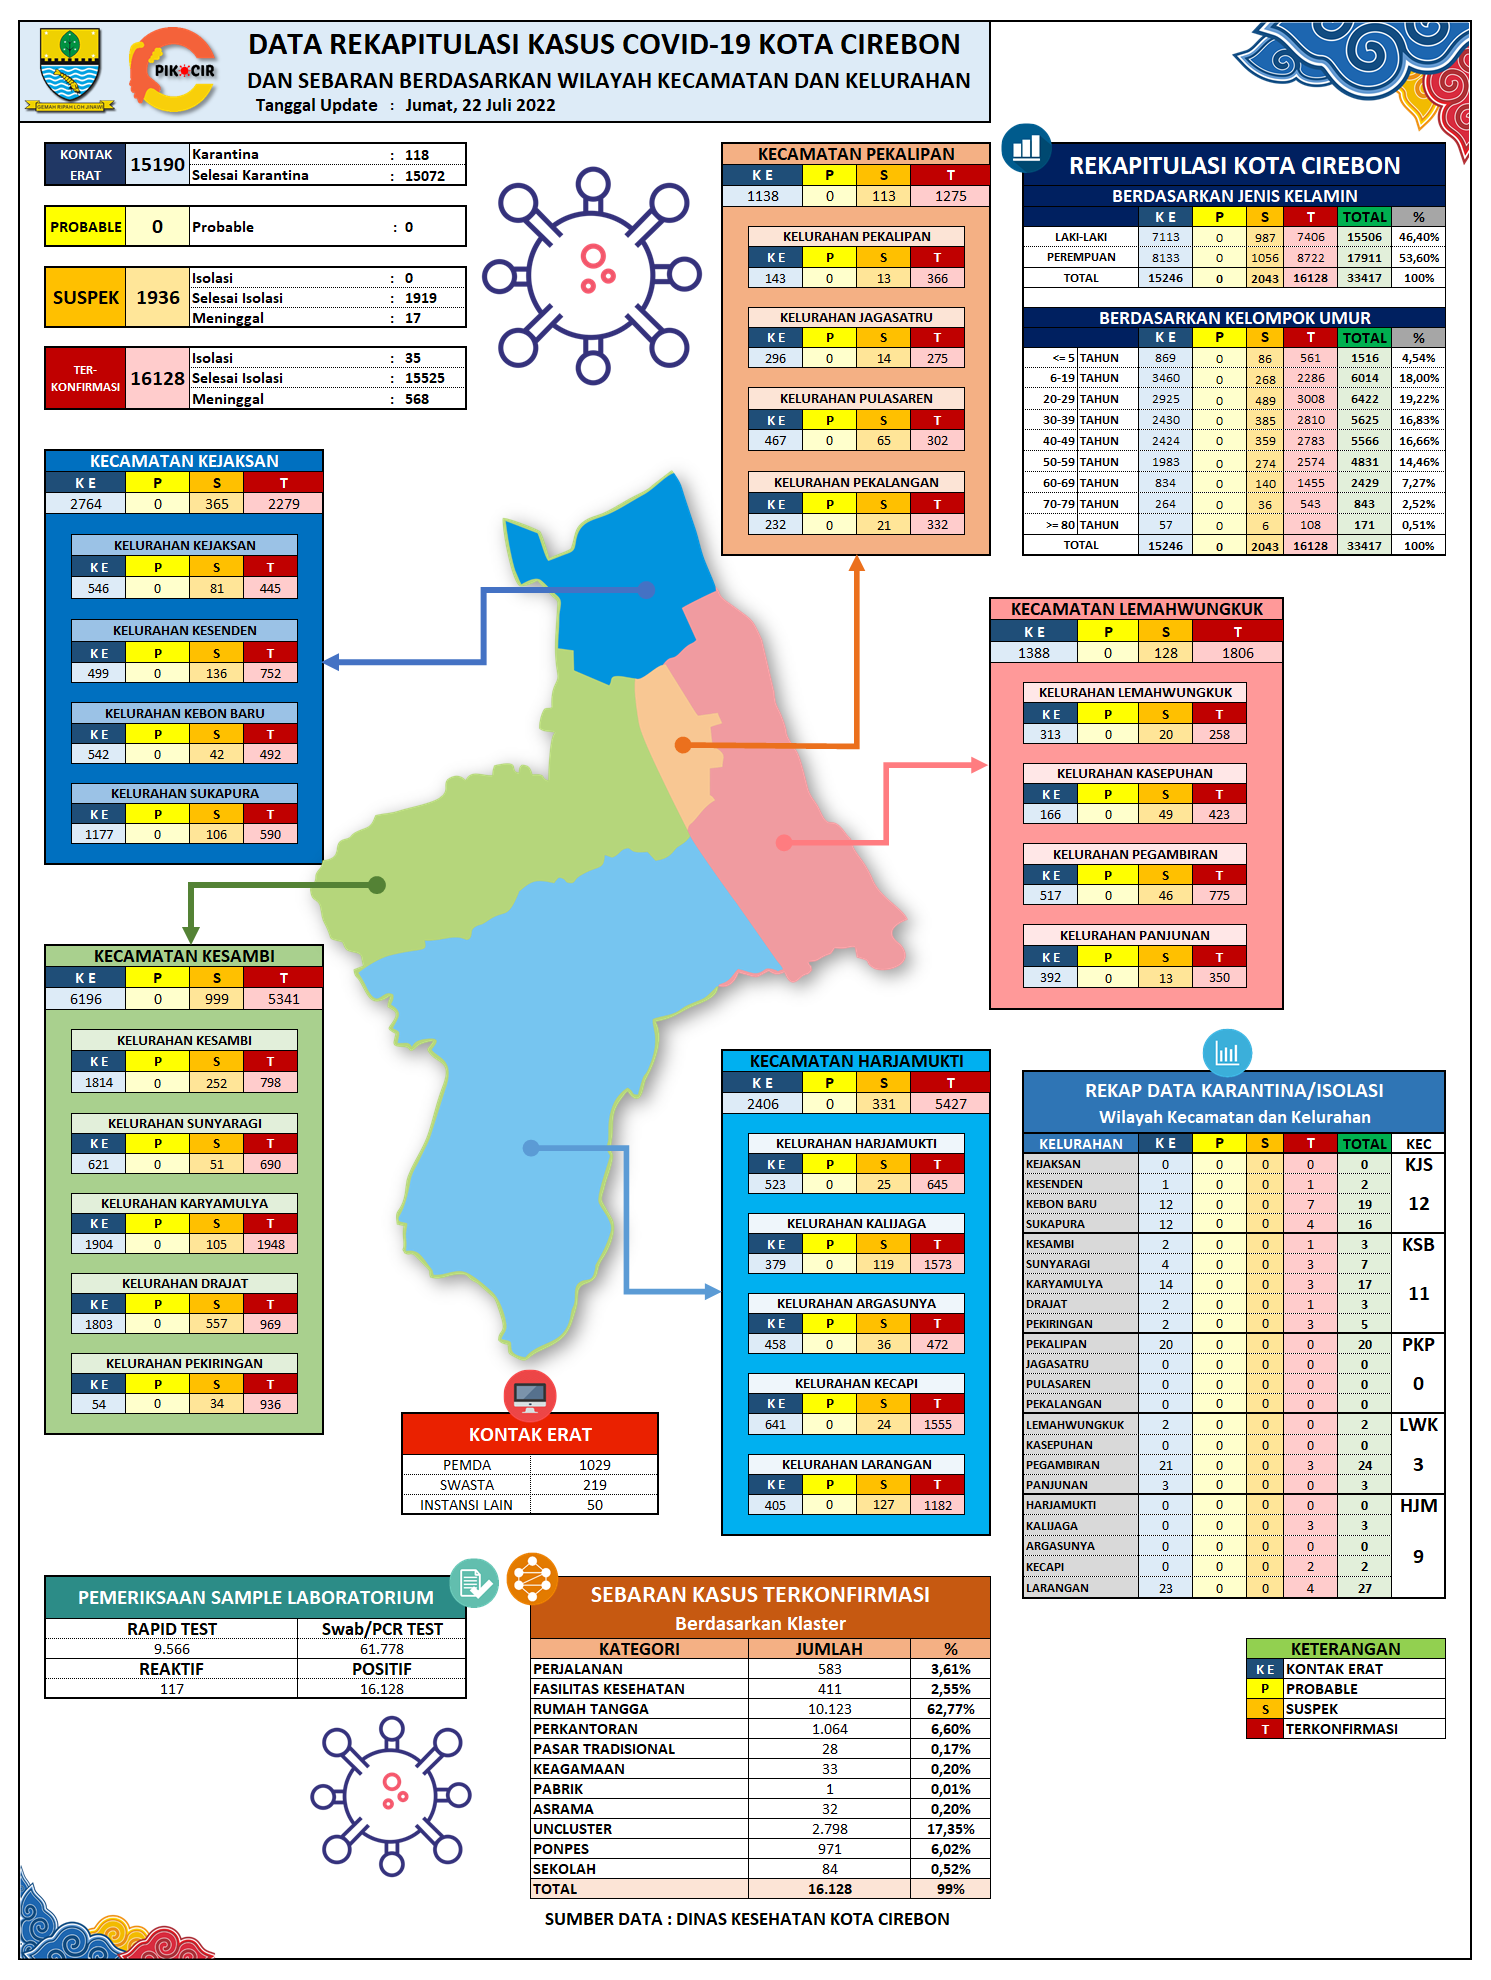 DATA REKAPITULASI KASUS COVID-19 KOTA CIREBON
DAN SEBARAN BERDASARKAN WILAYAH KECAMATAN DAN KELURAHAN
Tanggal Update : Jumat, 22 Juli 2022
GEMAH RIPAH LOH JINAWI
PIKOCIR
KONTAK ERAT 15190 Karantina : 118
Selesai Karantina : 15072
PROBABLE 0 Probable : 0
SUSPEK 1936 Isolasi : 0
Selesai Isolasi : 1919
Meninggal : 17
TER-KONFIRMASI 16128 Isolasi : 35
Selesai Isolasi : 15525
Meninggal : 568
KECAMATAN KEJAKSAN
K E P S T
2764 0 365 2279
KELURAHAN KEJAKSAN
K E P S T
546 0 81 445
KELURAHAN KESENDEN
K E P S T
499 0 136 752
KELURAHAN KEBON BARU
K E P S T
542 0 42 492
KELURAHAN SUKAPURA
K E P S T
1177 0 106 590
KECAMATAN KESAMBI
K E P S T
6196 0 999 5341
KELURAHAN KESAMBI
K E P S T
1814 0 252 798
KELURAHAN SUNYARAGI
K E P S T
621 0 51 690
KELURAHAN KARYAMULYA
K E P S T
1904 0 105 1948
KELURAHAN DRAJAT
K E P S T
1803 0 557 969
KELURAHAN PEKIRINGAN
K E P S T
54 0 34 936
KECAMATAN PEKALIPAN
K E P S T
1138 0 113 1275
KELURAHAN PEKALIPAN
K E P S T
143 0 13 366
KELURAHAN JAGASATRU
K E P S T
296 0 14 275
KELURAHAN PULASAREN
K E P S T
467 0 65 302
KELURAHAN PEKALANGAN
K E P S T
232 0 21 332
REKAPITULASI KOTA CIREBON
BERDASARKAN JENIS KELAMIN
K E P S T TOTAL %
LAKI-LAKI 7113 0 987 7406 15506 46,40%
PEREMPUAN 8133 0 1056 8722 17911 53,60%
TOTAL 15246 0 2043 16128 33417 100%
BERDASARKAN KELOMPOK UMUR
K E P S T TOTAL %
<= 5 TAHUN 869 0 86 561 1516 4,54%
6-19 TAHUN 3460 0 268 2286 6014 18,00%
20-29 TAHUN 2925 0 489 3008 6422 19,22%
30-39 TAHUN 2430 0 385 2810 5625 16,83%
40-49 TAHUN 2424 0 359 2783 5566 16,66%
50-59 TAHUN 1983 0 274 2574 4831 14,46%
60-69 TAHUN 834 0 140 1455 2429 7,27%
70-79 TAHUN 264 0 36 543 843 2,52%
>= 80 TAHUN 57 0 6 108 171 0,51%
TOTAL 15246 0 2043 16128 33417 100%
KECAMATAN LEMAHWUNGKUK
K E P S T
1388 0 128 1806
KELURAHAN LEMAHWUNGKUK
K E P S T
313 0 20 258
KELURAHAN KASEPUHAN
K E P S T
166 0 49 423
KELURAHAN PEGAMBIRAN
K E P S T
517 0 46 775
KELURAHAN PANJUNAN
K E P S T
392 0 13 350
KECAMATAN HARJAMUKTI
K E P S T
2406 0 331 5427
KELURAHAN HARJAMUKTI
K E P S T
523 0 25 645
KELURAHAN KALIJAGA
K E P S T
379 0 119 1573
KELURAHAN ARGASUNYA
K E P S T
458 0 36 472
KELURAHAN KECAPI
K E P S T
641 0 24 1555
KELURAHAN LARANGAN
K E P S T
405 0 127 1182
REKAP DATA KARANTINA/ISOLASI
Wilayah Kecamatan dan Kelurahan
KELURAHAN K E P S T TOTAL KEC
KEJAKSAN 0 0 0 0 0 KJS
KESENDEN 1 0 0 1 2
KEBON BARU 12 0 0 7 19 12
SUKAPURA 12 0 0 4 16
KESAMBI 2 0 0 1 3 KSB
SUNYARAGI 4 0 0 3 7
KARYAMULYA 14 0 0 3 17 11
DRAJAT 2 0 0 1 3
PEKIRINGAN 2 0 0 3 5
PEKALIPAN 20 0 0 0 20 PKP
JAGASATRU 0 0 0 0 0
PULASAREN 0 0 0 0 0 0
PEKALANGAN 0 0 0 0 0
LEMAHWUNGKUK 2 0 0 0 2 LWK
KASEPUHAN 0 0 0 0 0
PEGAMBIRAN 21 0 0 3 24 3
PANJUNAN 3 0 0 0 3
HARJAMUKTI 0 0 0 0 0 HJM
KALIJAGA 0 0 0 3 3
ARGASUNYA 0 0 0 0 0 9
KECAPI 0 0 0 2 2
LARANGAN 23 0 0 4 27
KONTAK ERAT
PEMDA 1029
SWASTA 219
INSTANSI LAIN 50
PEMERIKSAAN SAMPLE LABORATORIUM
RAPID TEST Swab/PCR TEST
9.566 61.778
REAKTIF POSITIF
117 16.128
SEBARAN KASUS TERKONFIRMASI
Berdasarkan Klaster
KATEGORI JUMLAH %
PERJALANAN 583 3,61%
FASILITAS KESEHATAN 411 2,55%
RUMAH TANGGA 10.123 62,77%
PERKANTORAN 1.064 6,60%
PASAR TRADISIONAL 28 0,17%
KEAGAMAAN 33 0,20%
PABRIK 1 0,01%
ASRAMA 32 0,20%
UNCLUSTER 2.798 17,35%
PONPES 971 6,02%
SEKOLAH 84 0,52%
TOTAL 16.128 99%
SUMBER DATA : DINAS KESEHATAN KOTA CIREBON
KETERANGAN
K E KONTAK ERAT
P PROBABLE
S SUSPEK
T TERKONFIRMASI